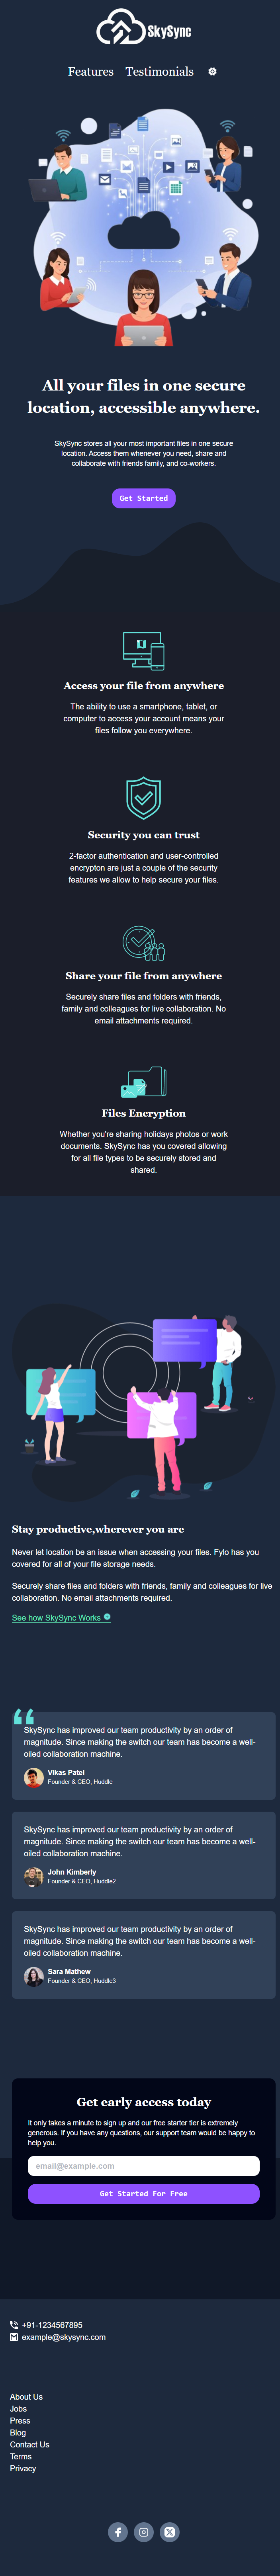 SkySync
Features Testimonials
All your files in one secure
location, accessible anywhere.
SkySync stores all your most important files in one secure
location. Access them whenever you need, share and
collaborate with friends family, and co-workers.
Get Started
Access your file from anywhere
The ability to use a smartphone, tablet, or
computer to access your account means your
files follow you everywhere.
Security you can trust
2-factor authentication and user-controlled
encrypton are just a couple of the security
features we allow to help secure your files.
Share your file from anywhere
Securely share files and folders with friends,
family and colleagues for live collaboration. No
email attachments required.
Files Encryption
Whether you're sharing holidays photos or work
documents. SkySync has you covered allowing
for all file types to be securely stored and
shared.
Stay productive,wherever you are
Never let location be an issue when accessing your files. Fylo has you
covered for all of your file storage needs.
Securely share files and folders with friends, family and colleagues for live
collaboration. No email attachments required.
See how SkySync Works
SkySync has improved our team productivity by an order of
magnitude. Since making the switch our team has become a well-
oiled collaboration machine.
Vikas Patel
Founder & CEO, Huddle
SkySync has improved our team productivity by an order of
magnitude. Since making the switch our team has become a well-
oiled collaboration machine.
John Kimberly
Founder & CEO, Huddle2
SkySync has improved our team productivity by an order of
magnitude. Since making the switch our team has become a well-
oiled collaboration machine.
Sara Mathew
Founder & CEO, Huddle3
Get early access today
It only takes a minute to sign up and our free starter tier is extremely
generous. If you have any questions, our support team would be happy to
help you.
email@example.com
Get Started For Free
+91-1234567895
example@skysync.com
About Us
Jobs
Press
Blog
Contact Us
Terms
Privacy